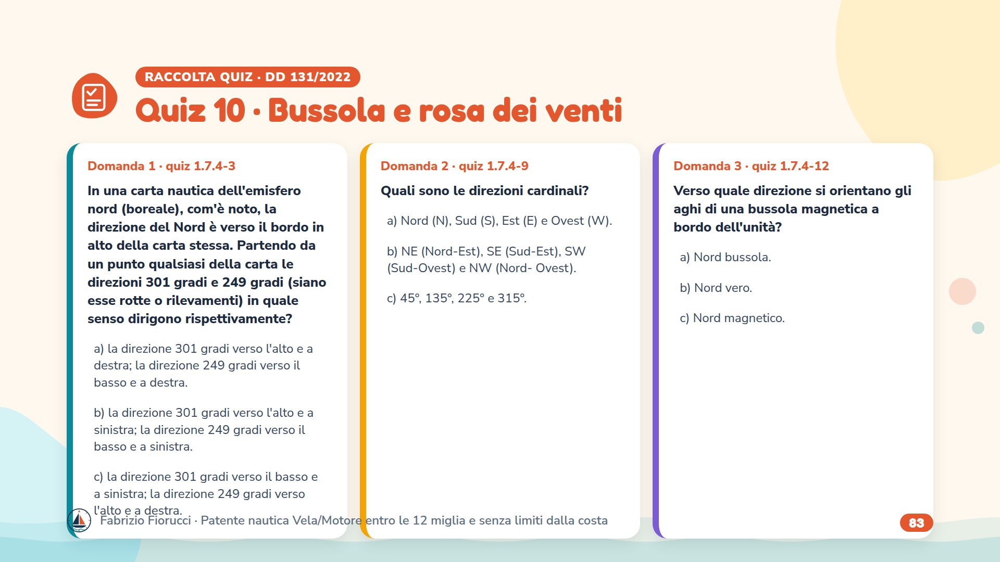 RACCOLTA QUIZ · DD 131/2022
Quiz 10 · Bussola e rosa dei venti
Domanda 1 · quiz 1.7.4-3
In una carta nautica dell'emisfero
nord (boreale), com'è noto, la
direzione del Nord è verso il bordo in
alto della carta stessa. Partendo da
un punto qualsiasi della carta le
direzioni 301 gradi e 249 gradi (siano
esse rotte o rilevamenti) in quale
senso dirigono rispettivamente?
a) la direzione 301 gradi verso l'alto e a
destra; la direzione 249 gradi verso il
basso e a destra.
b) la direzione 301 gradi verso l'alto e a
sinistra; la direzione 249 gradi verso il
basso e a sinistra.
c) la direzione 301 gradi verso il basso e
a sinistra; la direzione 249 gradi verso
l'alto e a destra.
Domanda 2 · quiz 1.7.4-9
Quali sono le direzioni cardinali?
a) Nord (N), Sud (S), Est (E) e Ovest (W).
b) NE (Nord-Est), SE (Sud-Est), SW
(Sud-Ovest) e NW (Nord- Ovest).
c) 45°, 135°, 225° e 315°.
Domanda 3 · quiz 1.7.4-12
Verso quale direzione si orientano gli
aghi di una bussola magnetica a
bordo dell'unità?
a) Nord bussola.
b) Nord vero.
c) Nord magnetico.
Fabrizio Fiorucci · Patente nautica Vela/Motore entro le 12 miglia e senza limiti dalla costa
83